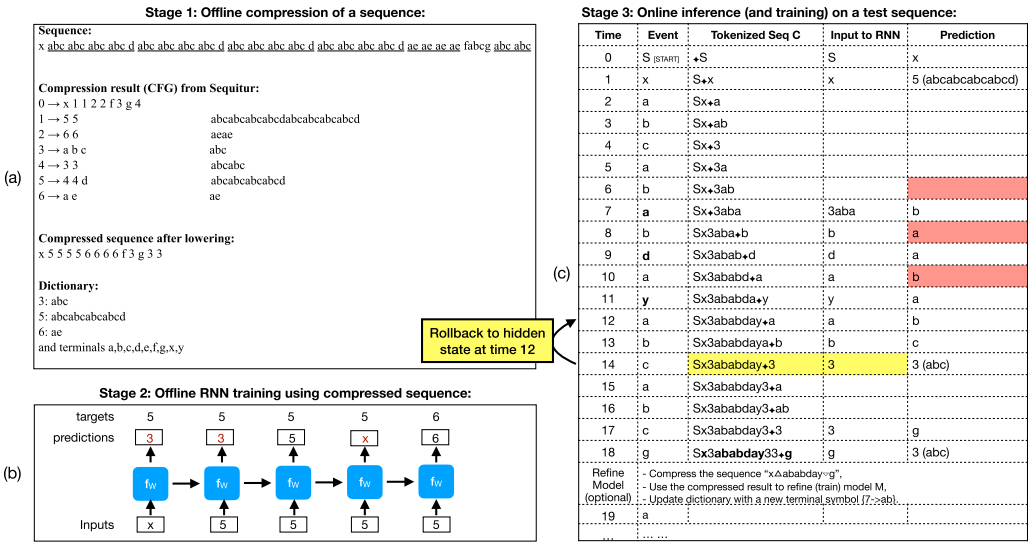 Stage 1: Offline compression of a sequence:
Sequence:
x abc abc abc abc d abc abc abc abc d abc abc abc abc d abc abc abc abc d ae ae ae ae fabcg abc abc
Compression result (CFG) from Sequitur:
0 → x 1 1 2 2 f 3 g 4
1 → 5 5 abcabcabcabcdabcabcabcabcd
2 → 6 6 aeae
3 → a b c abc
4 → 3 3 abcabc
5 → 4 4 d abcabcabcabcd
6 → a e ae
Compressed sequence after lowering:
x 5 5 5 5 6 6 6 6 f 3 g 3 3
Dictionary:
3: abc
5: abcabcabcabcd
6: ae
and terminals a,b,c,d,e,f,g,x,y
(a)
Stage 2: Offline RNN training using compressed sequence:
targets 5 5 5 5 6
predictions 3 3 5 x 6
fW fW fW fW fW
Inputs x 5 5 5 5
(b)
Rollback to hidden
state at time 12
(c)
Stage 3: Online inference (and training) on a test sequence:
Time Event Tokenized Seq C Input to RNN Prediction
0 S [START] ✦S S x
1 x S✦x x 5 (abcabcabcabcd)
2 a Sx✦a
3 b Sx✦ab
4 c Sx✦3
5 a Sx✦3a
6 b Sx✦3ab
7 a Sx✦3aba 3aba b
8 b Sx3aba✦b b a
9 d Sx3abab✦d d a
10 a Sx3ababd✦a a b
11 y Sx3ababda✦y y a
12 a Sx3ababday✦a a b
13 b Sx3ababdaya✦b b c
14 c Sx3ababday✦3 3 3 (abc)
15 a Sx3ababday3✦a
16 b Sx3ababday3✦ab
17 c Sx3ababday3✦3 3 g
18 g Sx3ababday33✦g g 3 (abc)
Refine
Model
(optional)
- Compress the sequence “x△ababday▽g”,
- Use the compressed result to refine (train) model M,
- Update dictionary with a new terminal symbol {7->ab}.
19 a
... ... ...